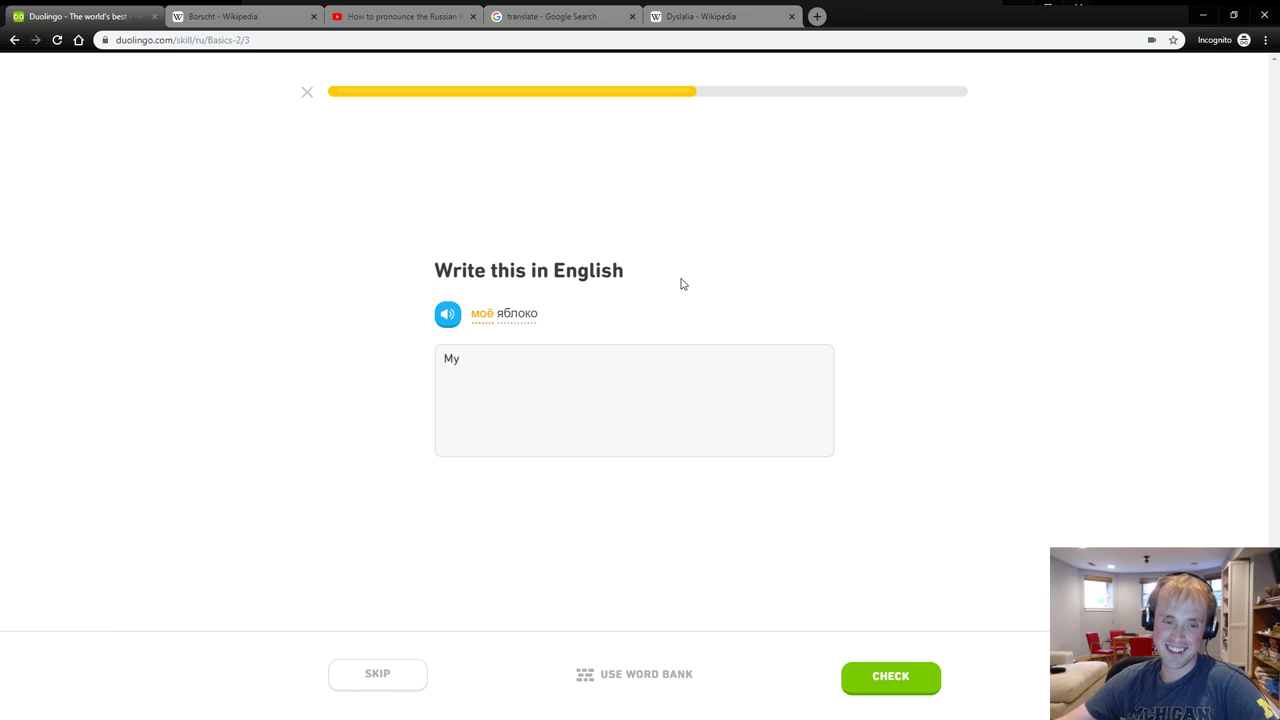 Duolingo - The world's best
Borscht - Wikipedia
How to pronounce the Russian
translate - Google Search
Dyslalia - Wikipedia
duolingo.com/skill/ru/Basics-2/3
Incognito
Write this in English
моё яблоко
My
SKIP
USE WORD BANK
CHECK
MICHIGAN